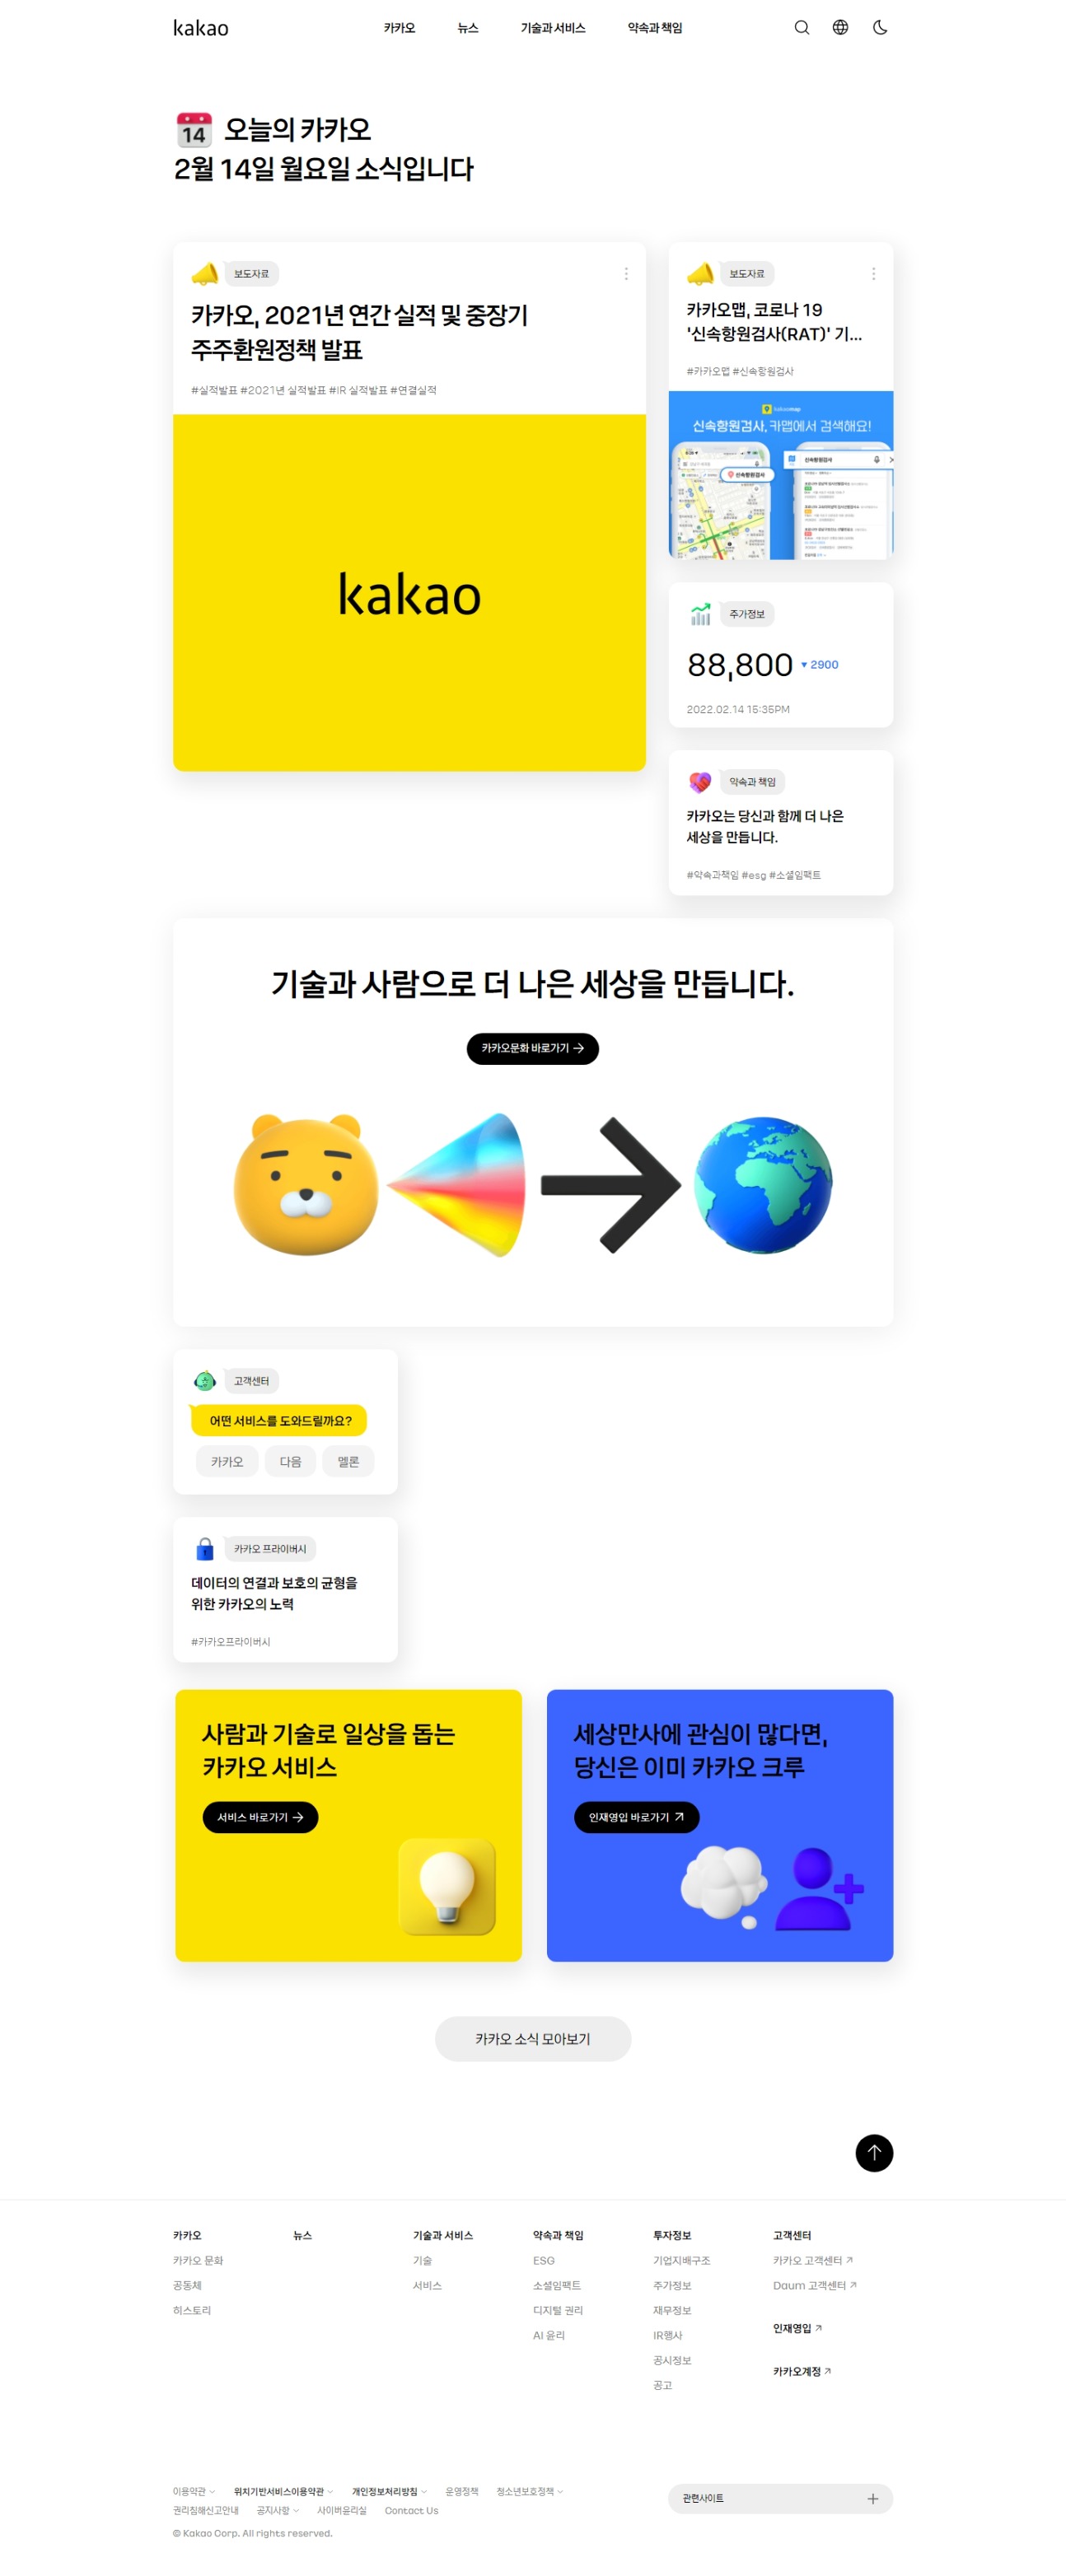 kakao
카카오
뉴스
기술과 서비스
약속과 책임
14
오늘의 카카오
2월 14일 월요일 소식입니다
보도자료
카카오, 2021년 연간 실적 및 중장기
주주환원정책 발표
#실적발표 #2021년 실적발표 #IR 실적발표 #연결실적
kakao
보도자료
카카오맵, 코로나 19
'신속항원검사(RAT)' 기...
#카카오맵 #신속항원검사
kakaomap
신속항원검사, 카맵에서 검색해요!
신속항원검사
신속항원검사
주가정보
88,800 ▼ 2900
2022.02.14 15:35PM
약속과 책임
카카오는 당신과 함께 더 나은
세상을 만듭니다.
#약속과책임 #esg #소셜임팩트
기술과 사람으로 더 나은 세상을 만듭니다.
카카오문화 바로가기 →
고객센터
어떤 서비스를 도와드릴까요?
카카오
다음
멜론
카카오 프라이버시
데이터의 연결과 보호의 균형을
위한 카카오의 노력
#카카오프라이버시
사람과 기술로 일상을 돕는
카카오 서비스
서비스 바로가기 →
세상만사에 관심이 많다면,
당신은 이미 카카오 크루
인재영입 바로가기 ↗
카카오 소식 모아보기
카카오
카카오 문화
공동체
히스토리
뉴스
기술과 서비스
기술
서비스
약속과 책임
ESG
소셜임팩트
디지털 권리
AI 윤리
투자정보
기업지배구조
주가정보
재무정보
IR행사
공시정보
공고
고객센터
카카오 고객센터 ↗
Daum 고객센터 ↗
인재영입 ↗
카카오계정 ↗
이용약관
위치기반서비스이용약관
개인정보처리방침
운영정책
청소년보호정책
권리침해신고안내
공지사항
사이버윤리실
Contact Us
© Kakao Corp. All rights reserved.
관련사이트